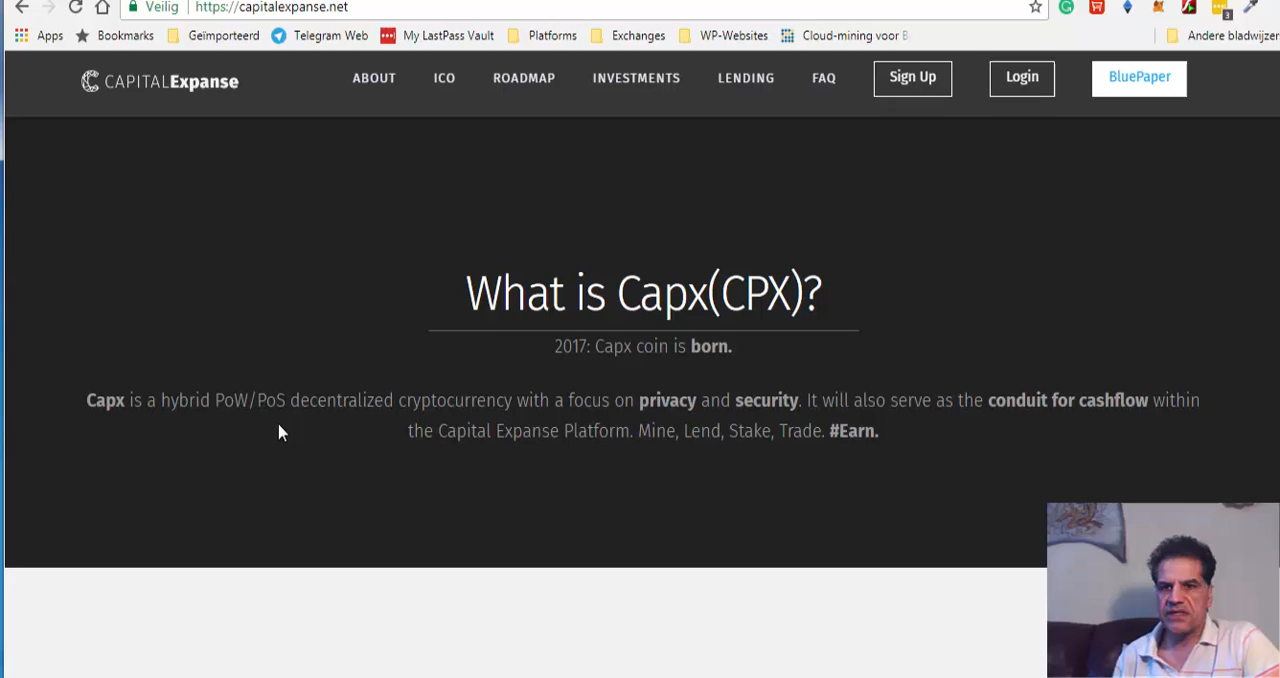 Veilig https://capitalexpanse.net
Apps Bookmarks Geïmporteerd Telegram Web My LastPass Vault Platforms Exchanges WP-Websites Cloud-mining voor Andere bladwijzer
CAPITALExpanse ABOUT ICO ROADMAP INVESTMENTS LENDING FAQ Sign Up Login BluePaper
What is Capx(CPX)?
2017: Capx coin is born.
Capx is a hybrid PoW/PoS decentralized cryptocurrency with a focus on privacy and security. It will also serve as the conduit for cashflow within
the Capital Expanse Platform. Mine, Lend, Stake, Trade. #Earn.
3